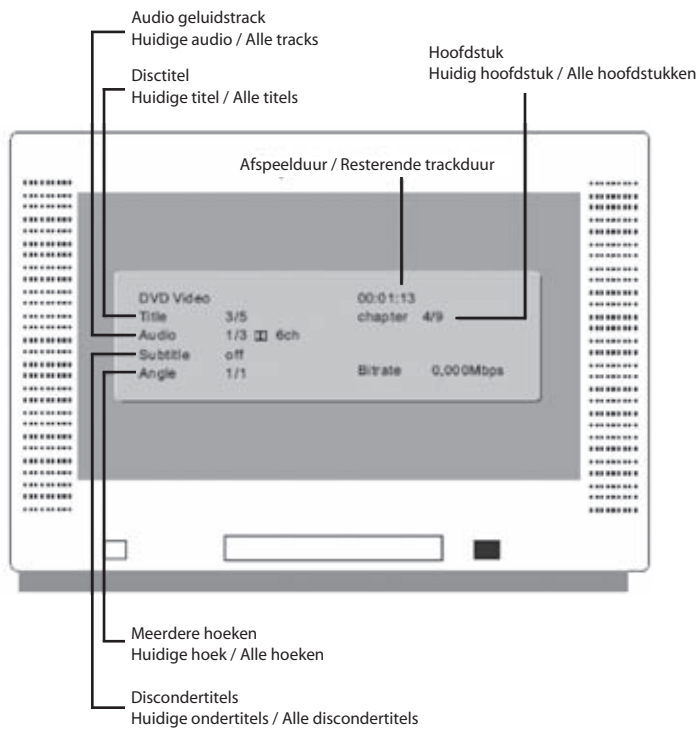 Audio geluidstrack
Huidige audio / Alle tracks
Disctitel
Huidige titel / Alle titels
Hoofdstuk
Huidig hoofdstuk / Alle hoofdstukken
Afspeelduur / Resterende trackduur
DVD Video 00:01:13
Title 3/5 chapter 4/9
Audio 1/3 6ch
Subtitle off
Angle 1/1 Bitrate 0,000Mbps
Meerdere hoeken
Huidige hoek / Alle hoeken
Discondertitels
Huidige ondertitels / Alle discondertitels